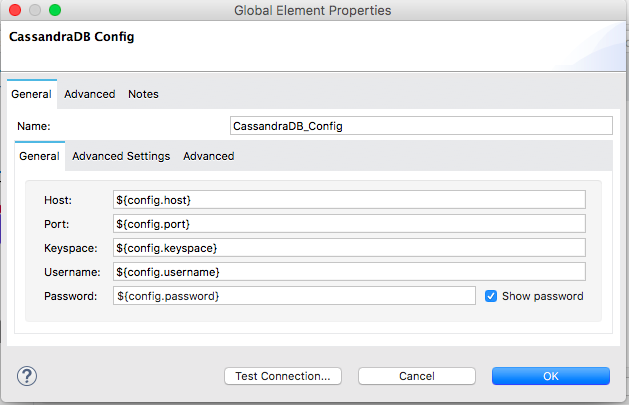 Global Element Properties
CassandraDB Config
General Advanced Notes
Name: CassandraDB_Config
General Advanced Settings Advanced
Host: ${config.host}
Port: ${config.port}
Keyspace: ${config.keyspace}
Username: ${config.username}
Password: ${config.password} Show password
? Test Connection... Cancel OK